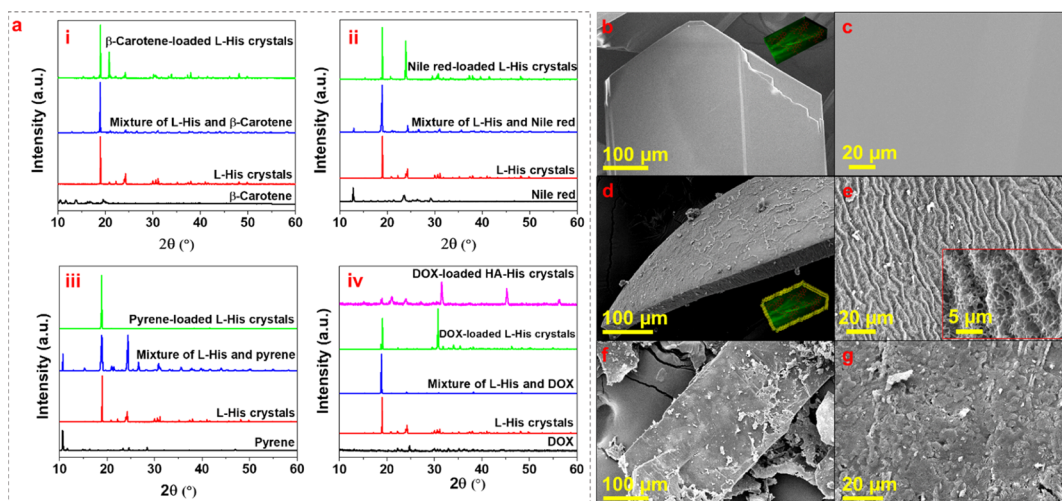 a
i
Intensity (a.u.)
β-Carotene-loaded L-His crystals
Mixture of L-His and β-Carotene
L-His crystals
β-Carotene
10 20 30 40 50 60
2θ (°)
ii
Intensity (a.u.)
Nile red-loaded L-His crystals
Mixture of L-His and Nile red
L-His crystals
Nile red
10 20 30 40 50 60
2θ (°)
iii
Intensity (a.u.)
Pyrene-loaded L-His crystals
Mixture of L-His and pyrene
L-His crystals
Pyrene
10 20 30 40 50 60
2θ (°)
iv
Intensity (a.u.)
DOX-loaded HA-His crystals
DOX-loaded L-His crystals
Mixture of L-His and DOX
L-His crystals
DOX
10 20 30 40 50 60
2θ (°)
b
100 μm
c
20 μm
d
100 μm
e
20 μm
5 μm
f
100 μm
g
20 μm